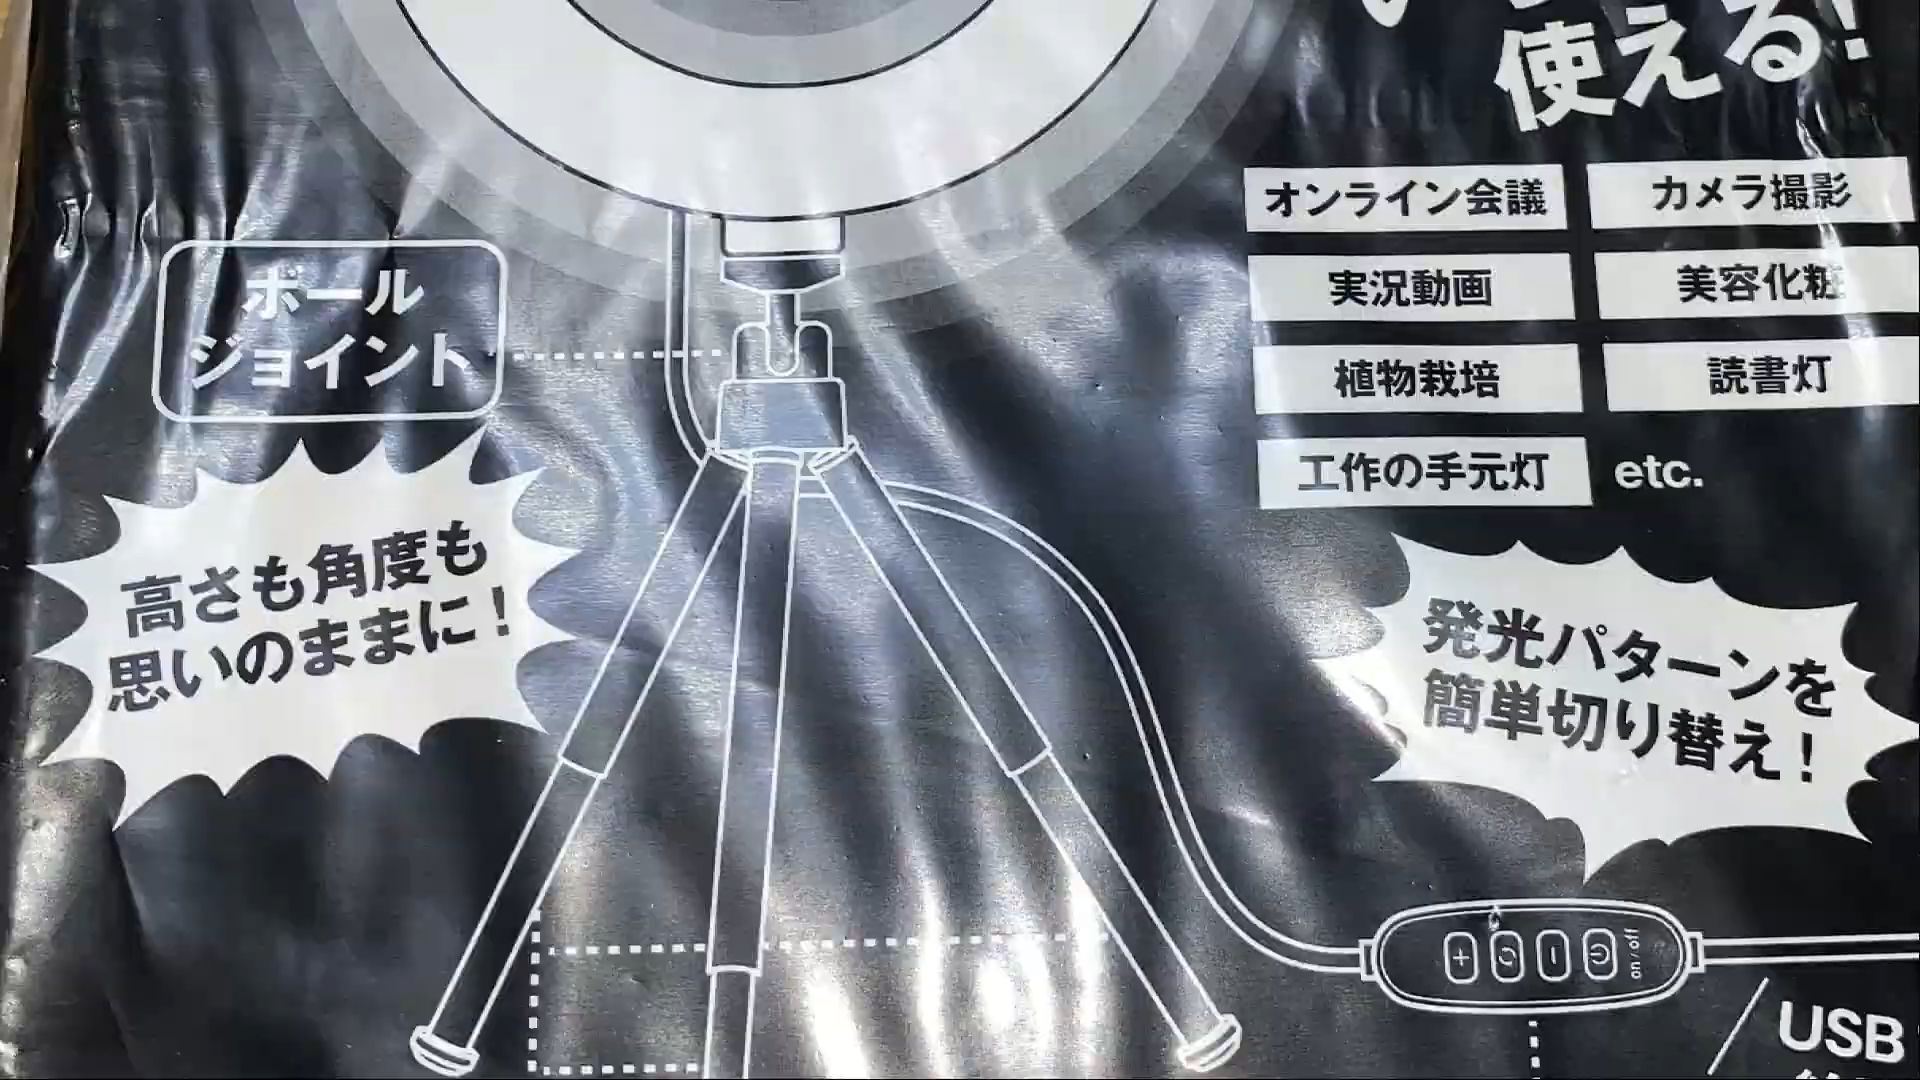 使える!
オンライン会議
カメラ撮影
実況動画
美容化粧
植物栽培
読書灯
工作の手元灯
etc.
ボール
ジョイント
高さも角度も
思いのままに!
発光パターンを
簡単切り替え!
on / off
USB